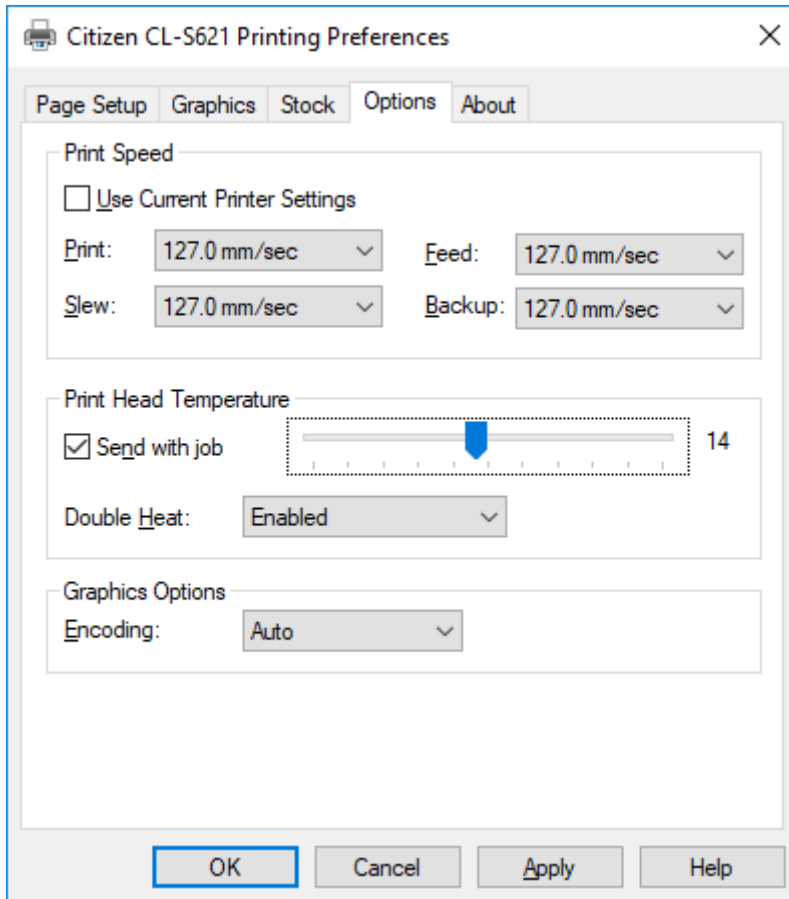 Citizen CL-S621 Printing Preferences
Page Setup Graphics Stock Options About
Print Speed
Use Current Printer Settings
Print: 127.0 mm/sec Feed: 127.0 mm/sec
Slew: 127.0 mm/sec Backup: 127.0 mm/sec
Print Head Temperature
Send with job 14
Double Heat: Enabled
Graphics Options
Encoding: Auto
OK Cancel Apply Help